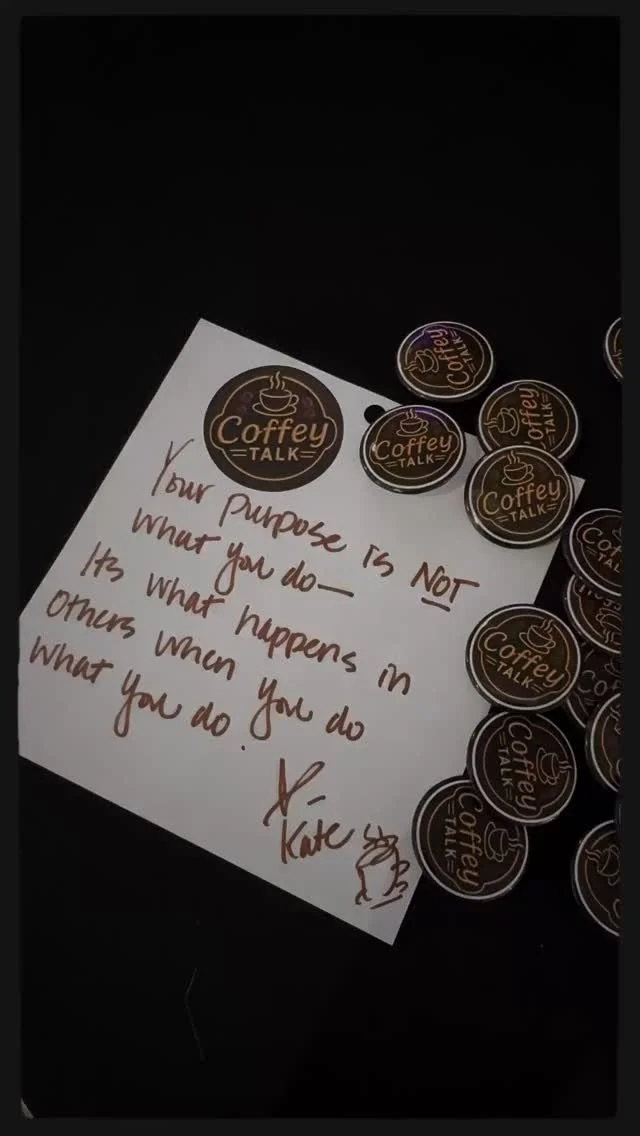 Coffey
TALK
Your purpose is NOT
what you do—
Its what happens in
others when you do
what you do.
Kate
Coffey
TALK
Coffey
TALK
Coffey
TALK
Coffey
TALK
Coffey
TALK
Coffey
TALK
Coffey
TALK